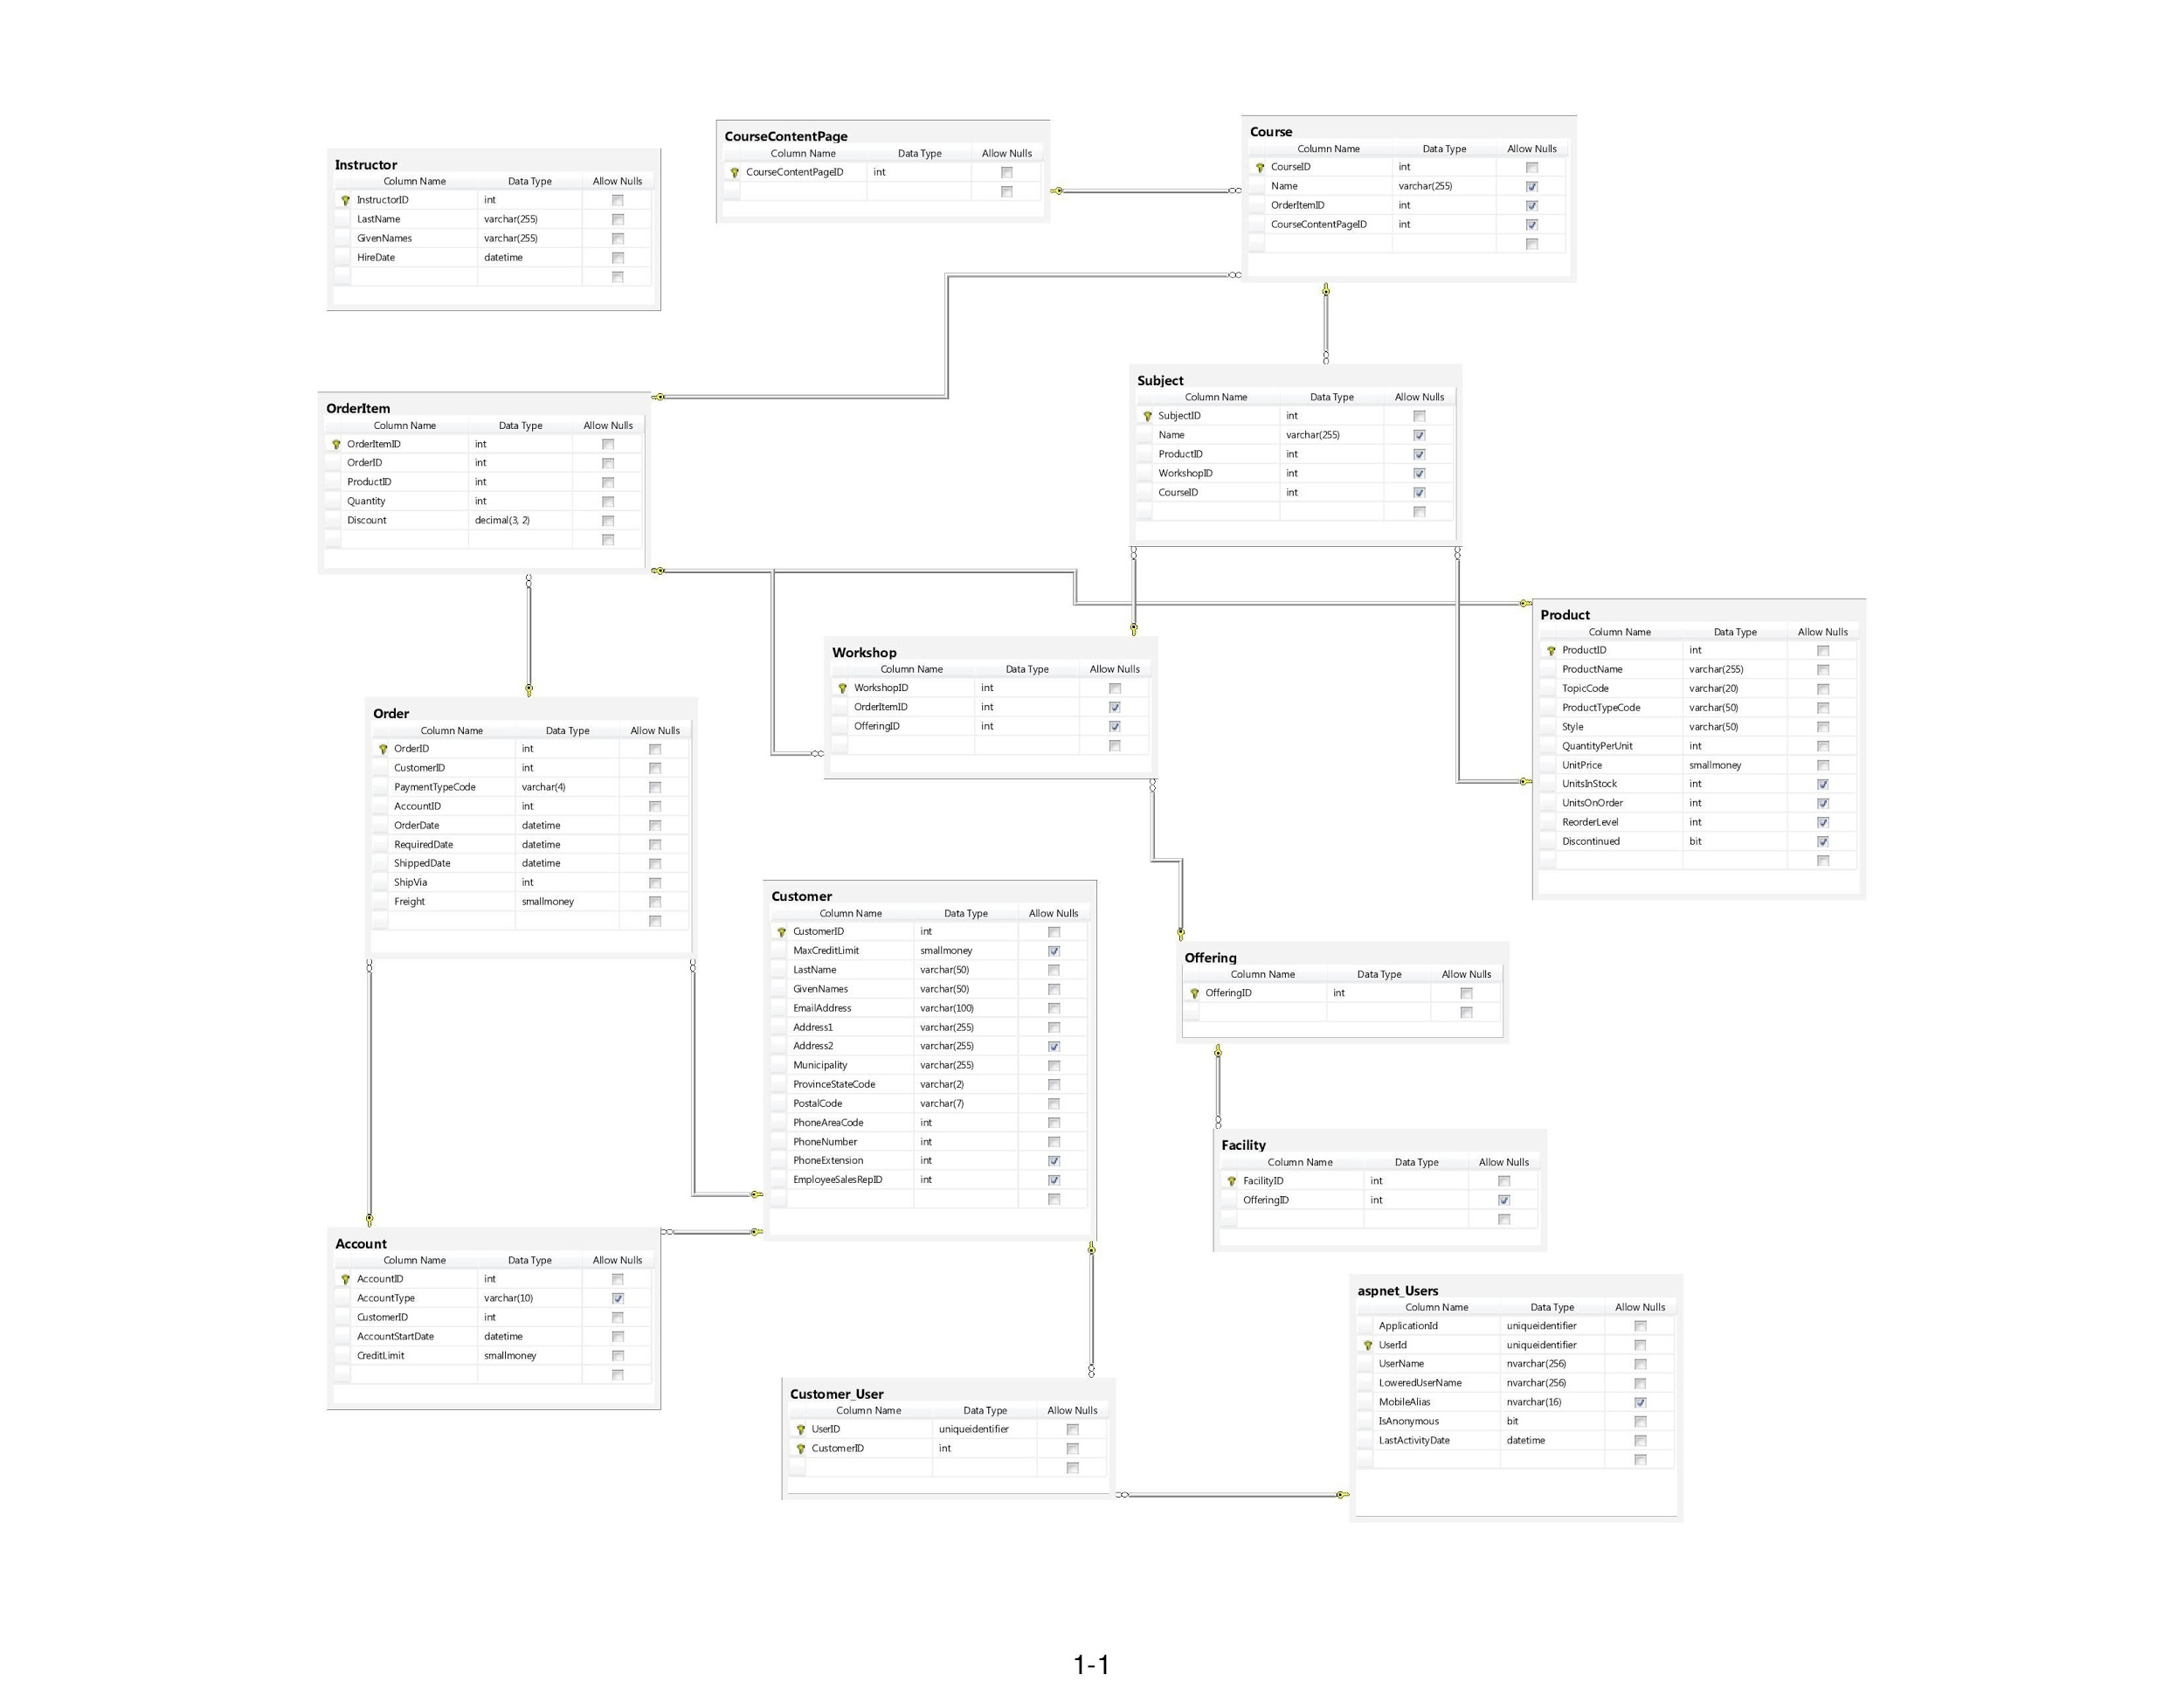 CourseContentPage
Column Name Data Type Allow Nulls
CourseContentPageID int
Course
Column Name Data Type Allow Nulls
CourseID int
Name varchar(255)
OrderItemID int
CourseContentPageID int
Instructor
Column Name Data Type Allow Nulls
InstructorID int
LastName varchar(255)
GivenNames varchar(255)
HireDate datetime
Subject
Column Name Data Type Allow Nulls
SubjectID int
Name varchar(255)
ProductID int
WorkshopID int
CourseID int
OrderItem
Column Name Data Type Allow Nulls
OrderItemID int
OrderID int
ProductID int
Quantity int
Discount decimal(3, 2)
Product
Column Name Data Type Allow Nulls
ProductID int
ProductName varchar(255)
TopicCode varchar(20)
ProductTypeCode varchar(50)
Style varchar(50)
QuantityPerUnit int
UnitPrice smallmoney
UnitsInStock int
UnitsOnOrder int
ReorderLevel int
Discontinued bit
Workshop
Column Name Data Type Allow Nulls
WorkshopID int
OrderItemID int
OfferingID int
Order
Column Name Data Type Allow Nulls
OrderID int
CustomerID int
PaymentTypeCode varchar(4)
AccountID int
OrderDate datetime
RequiredDate datetime
ShippedDate datetime
ShipVia int
Freight smallmoney
Customer
Column Name Data Type Allow Nulls
CustomerID int
MaxCreditLimit smallmoney
LastName varchar(50)
GivenNames varchar(50)
EmailAddress varchar(100)
Address1 varchar(255)
Address2 varchar(255)
Municipality varchar(255)
ProvinceStateCode varchar(2)
PostalCode varchar(7)
PhoneAreaCode int
PhoneNumber int
PhoneExtension int
EmployeeSalesRepID int
Offering
Column Name Data Type Allow Nulls
OfferingID int
Facility
Column Name Data Type Allow Nulls
FacilityID int
OfferingID int
Account
Column Name Data Type Allow Nulls
AccountID int
AccountType varchar(10)
CustomerID int
AccountStartDate datetime
CreditLimit smallmoney
aspnet_Users
Column Name Data Type Allow Nulls
ApplicationId uniqueidentifier
UserId uniqueidentifier
UserName nvarchar(256)
LoweredUserName nvarchar(256)
MobileAlias nvarchar(16)
IsAnonymous bit
LastActivityDate datetime
Customer_User
Column Name Data Type Allow Nulls
UserID uniqueidentifier
CustomerID int
1-1